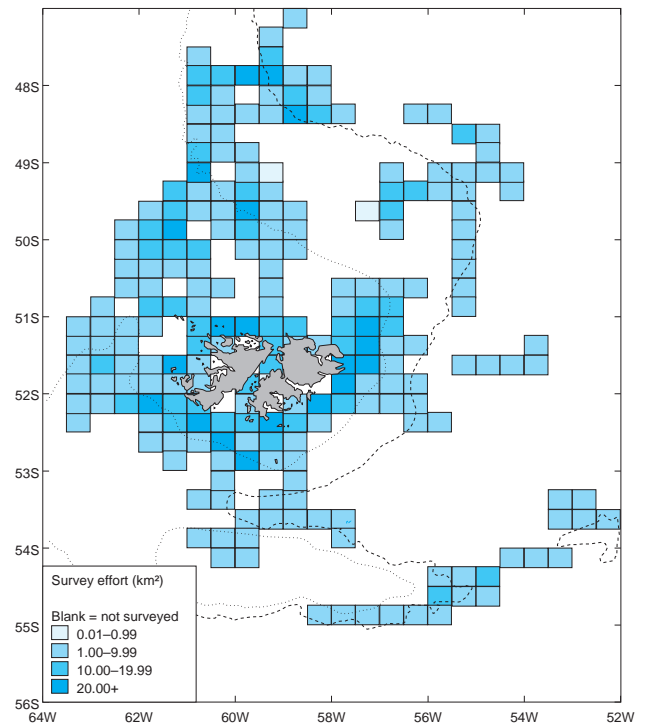 48S
49S
50S
51S
52S
53S
54S
55S
56S
Survey effort (km²)
Blank = not surveyed
0.01–0.99
1.00–9.99
10.00–19.99
20.00+
64W 62W 60W 58W 56W 54W 52W